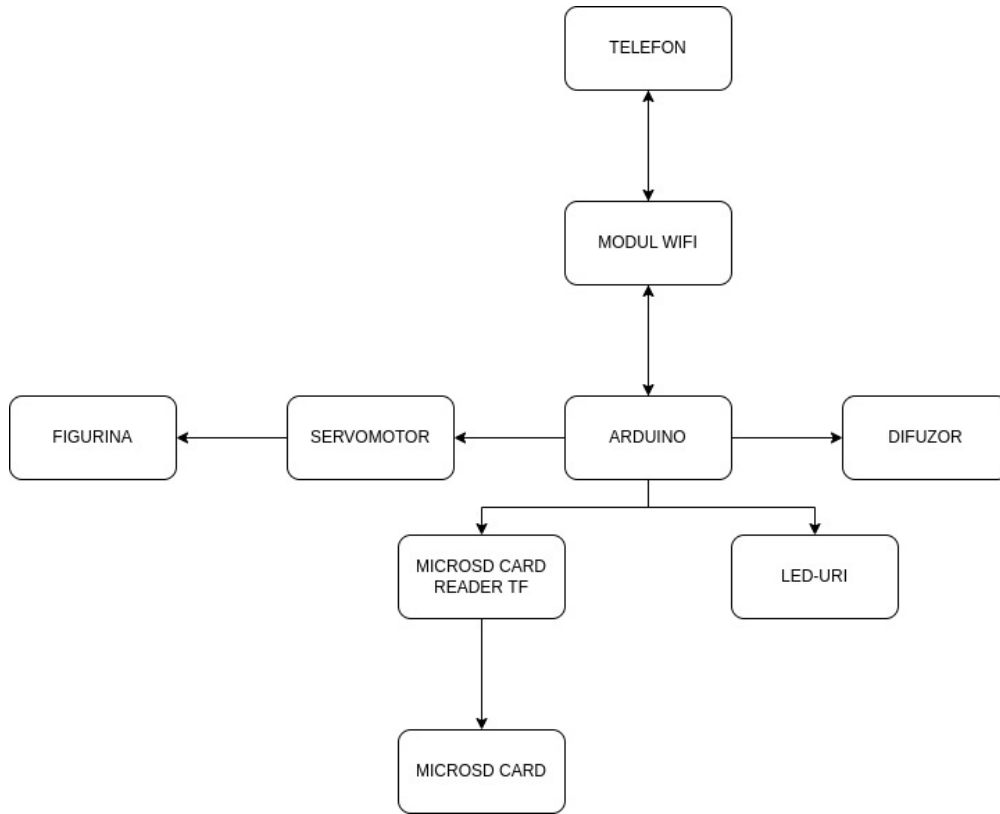 TELEFON
MODUL WIFI
FIGURINA
SERVOMOTOR
ARDUINO
DIFUZOR
MICROSD CARD
READER TF
LED-URI
MICROSD CARD